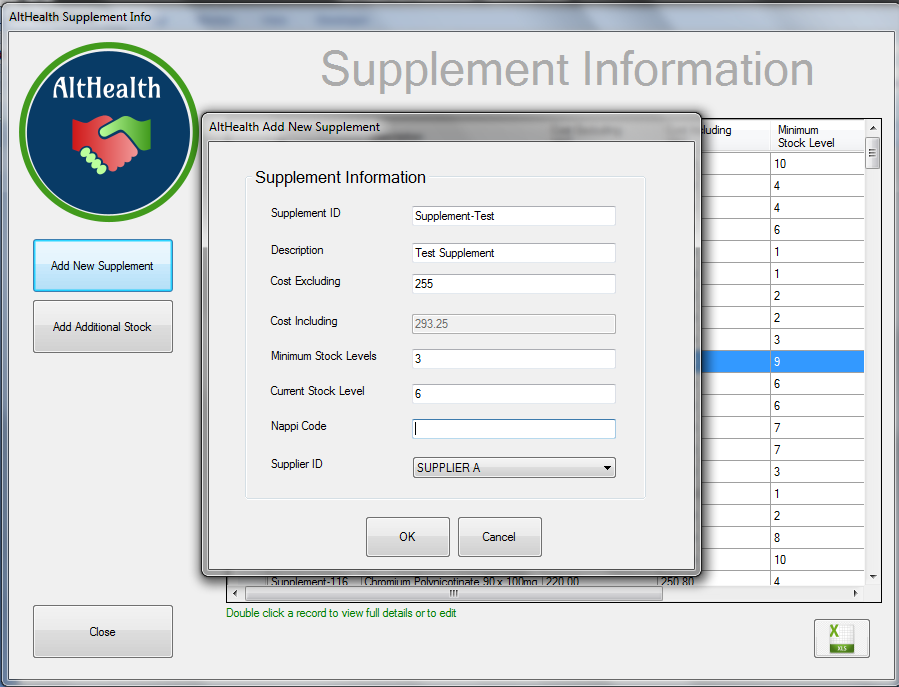 AltHealth Supplement Info
AltHealth
Supplement Information
Add New Supplement
Add Additional Stock
Close
Minimum
Stock Level
10
4
4
6
1
1
2
2
3
9
6
6
7
7
3
1
2
8
10
4
AltHealth Add New Supplement
Supplement Information
Supplement ID
Supplement-Test
Description
Test Supplement
Cost Excluding
255
Cost Including
293.25
Minimum Stock Levels
3
Current Stock Level
6
Nappi Code
Supplier ID
SUPPLIER A
OK
Cancel
Supplement-116 Chromium Polynicotinate 90 x 100mg 220.00 250.80
Double click a record to view full details or to edit
XLS